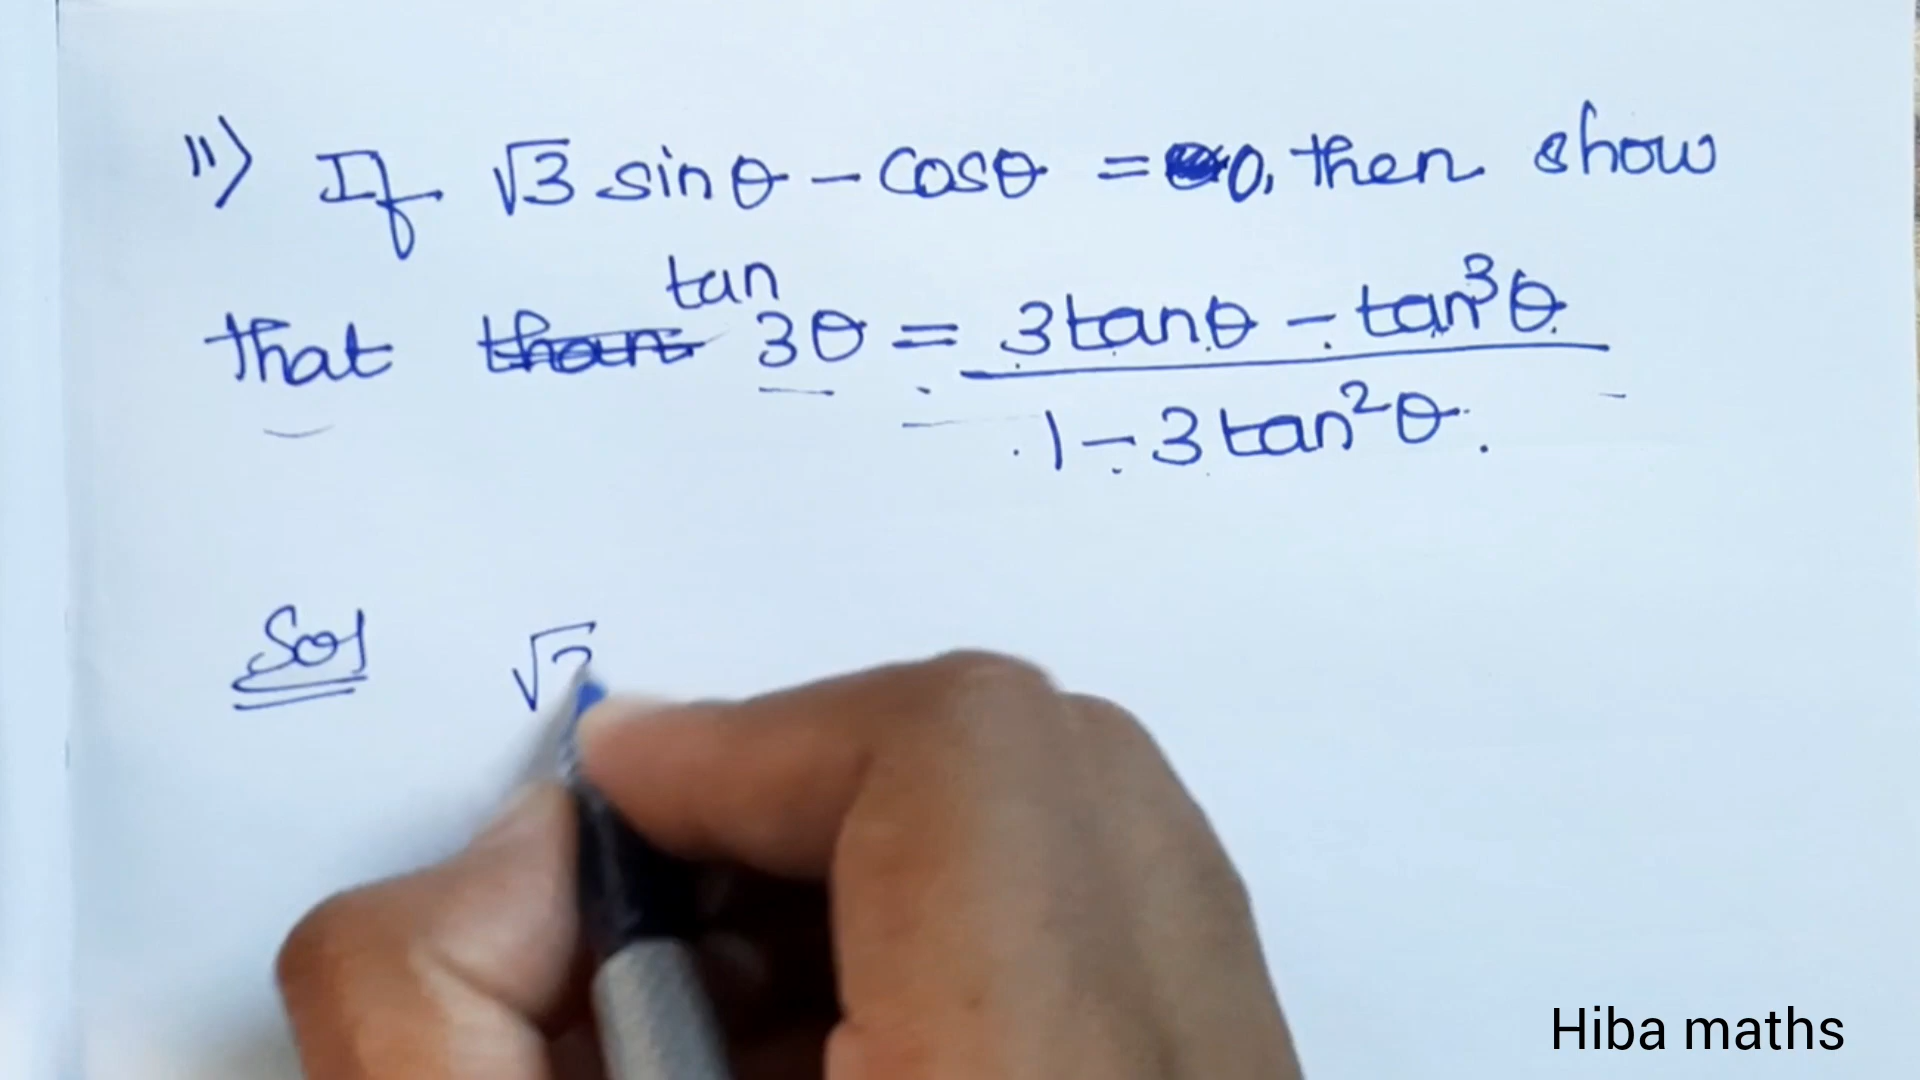 11) If √3 sinθ - cosθ = 0, then show
that tan 3θ = 3tanθ - tan³θ
1 - 3tan²θ.
Sol √3
Hiba maths